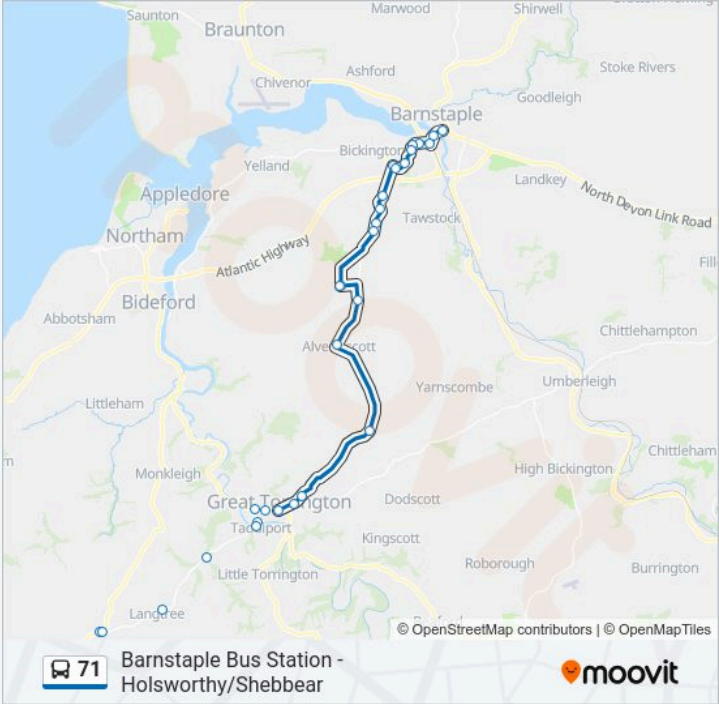 Saunton
Marwood
Shirwell
Braunton
Ashford
Stoke Rivers
Chivenor
Goodleigh
Barnstaple
Bickington
Yelland
Landkey
North Devon Link Road
Appledore
Tawstock
Northam
Atlantic Highway
Fill
Bideford
Abbotsham
Chittlehampton
Alverdiscott
Yarnscombe
Umberleigh
Littleham
Chittleham
m
Monkleigh
High Bickington
Great Torrington
Dodscott
Taddiport
Kingscott
Roborough
Little Torrington
Burrington
Langtree
© OpenStreetMap contributors | © OpenMapTiles
71
Barnstaple Bus Station -
Holsworthy/Shebbear
moovit